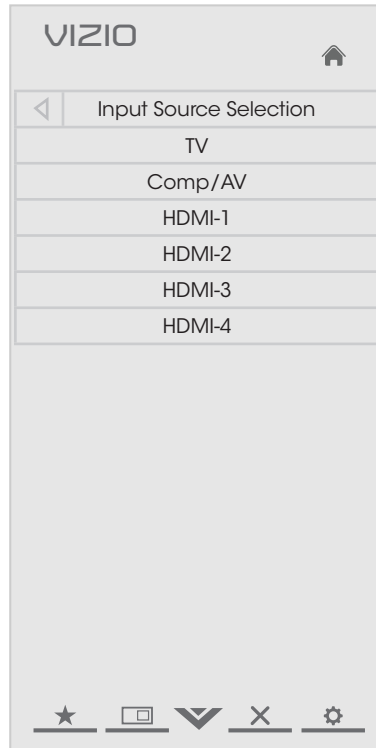 VIZIO
Input Source Selection
TV
Comp/AV
HDMI-1
HDMI-2
HDMI-3
HDMI-4